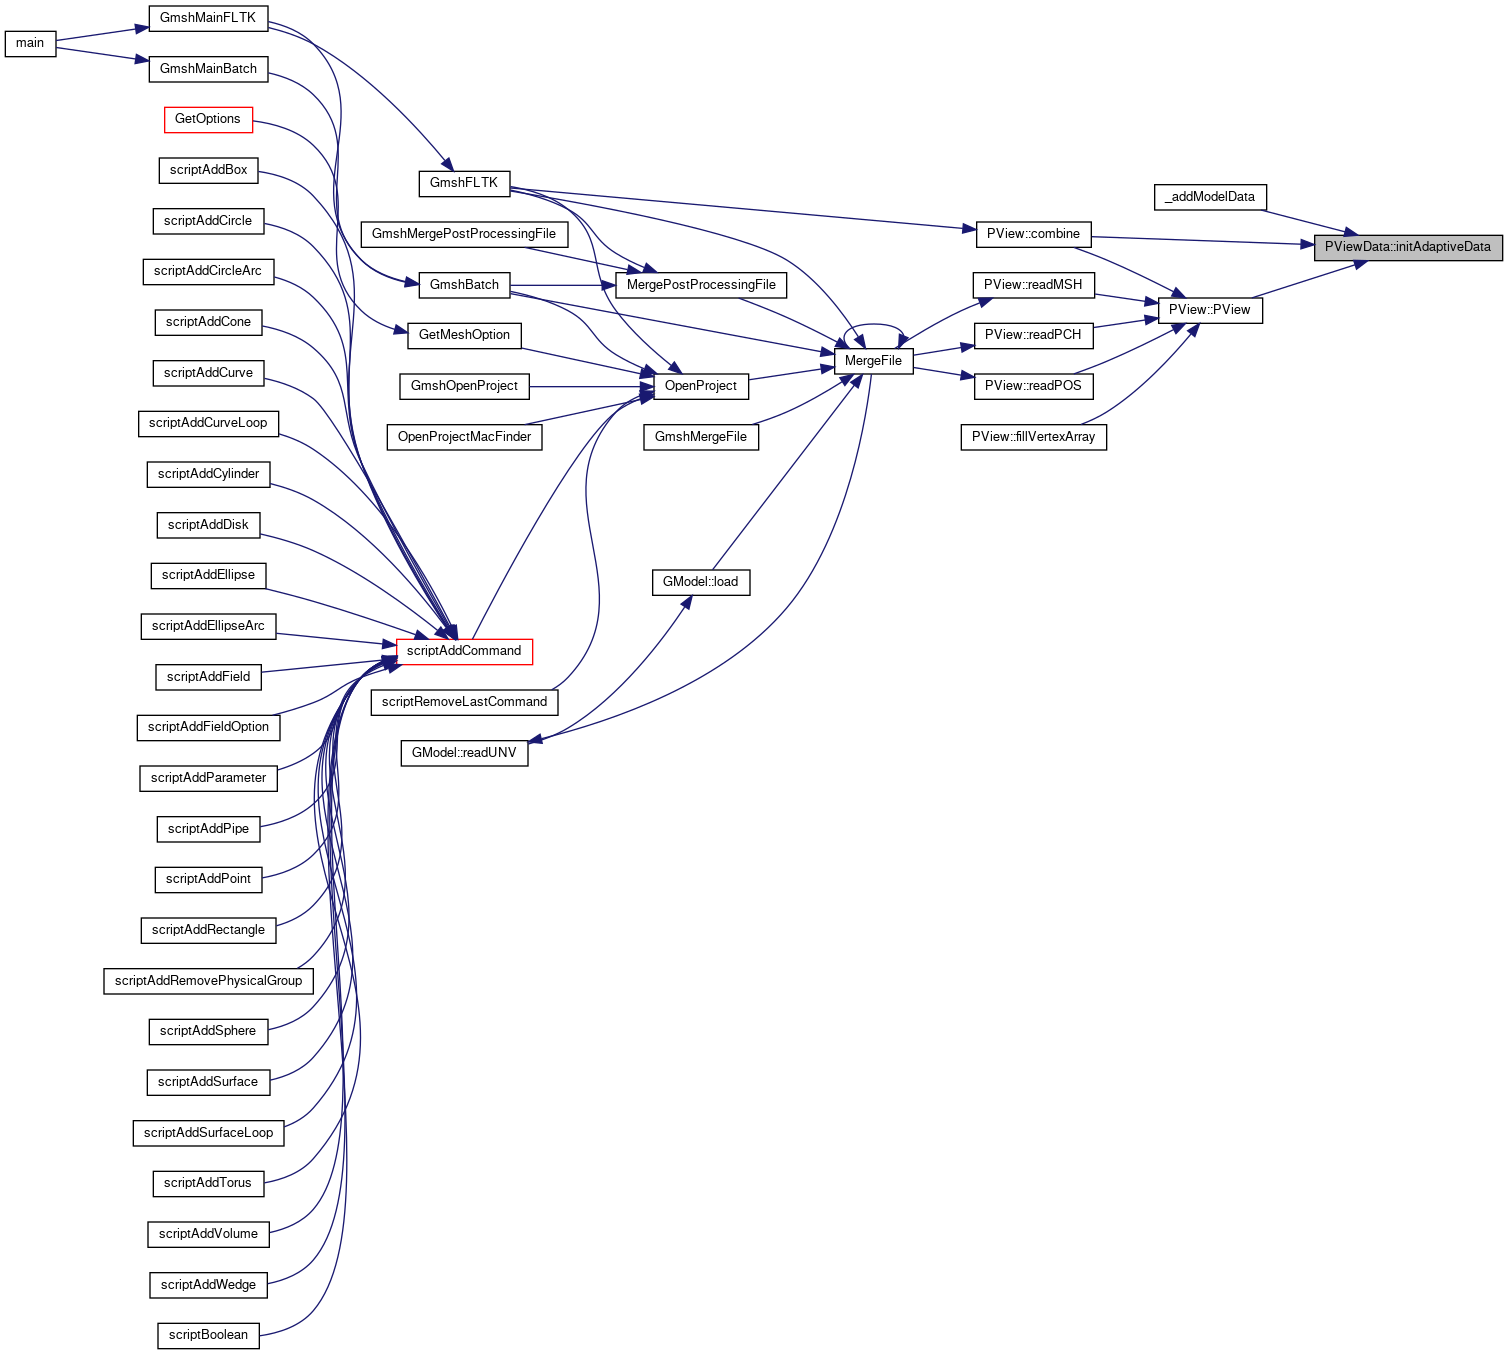 main
GmshMainFLTK
GmshMainBatch
GetOptions
scriptAddBox
scriptAddCircle
scriptAddCircleArc
scriptAddCone
scriptAddCurve
scriptAddCurveLoop
scriptAddCylinder
scriptAddDisk
scriptAddEllipse
scriptAddEllipseArc
scriptAddField
scriptAddFieldOption
scriptAddParameter
scriptAddPipe
scriptAddPoint
scriptAddRectangle
scriptAddRemovePhysicalGroup
scriptAddSphere
scriptAddSurface
scriptAddSurfaceLoop
scriptAddTorus
scriptAddVolume
scriptAddWedge
scriptBoolean
GmshFLTK
GmshMergePostProcessingFile
GmshBatch
GetMeshOption
GmshOpenProject
OpenProjectMacFinder
scriptAddCommand
scriptRemoveLastCommand
GModel::readUNV
MergePostProcessingFile
OpenProject
GmshMergeFile
GModel::load
MergeFile
PView::combine
PView::readMSH
PView::readPCH
PView::readPOS
PView::fillVertexArray
_addModelData
PView::PView
PViewData::initAdaptiveData